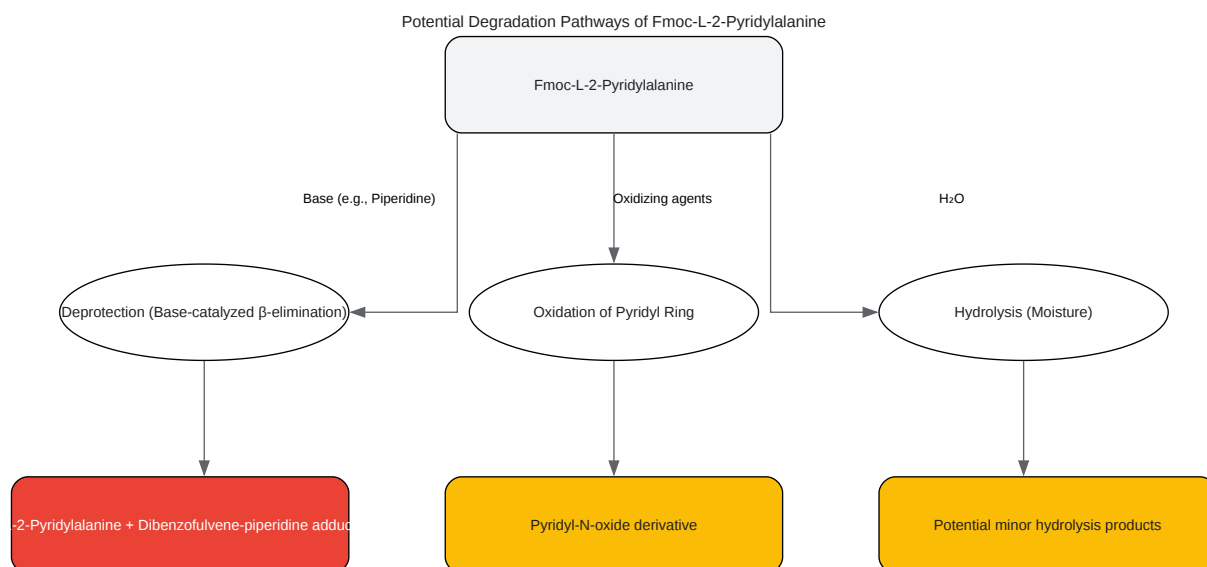 Potential Degradation Pathways of Fmoc-L-2-Pyridylalanine
Fmoc-L-2-Pyridylalanine
Base (e.g., Piperidine)
Oxidizing agents
H₂O
Deprotection (Base-catalyzed β-elimination)
Oxidation of Pyridyl Ring
Hydrolysis (Moisture)
-2-Pyridylalanine + Dibenzofulvene-piperidine adduc
Pyridyl-N-oxide derivative
Potential minor hydrolysis products